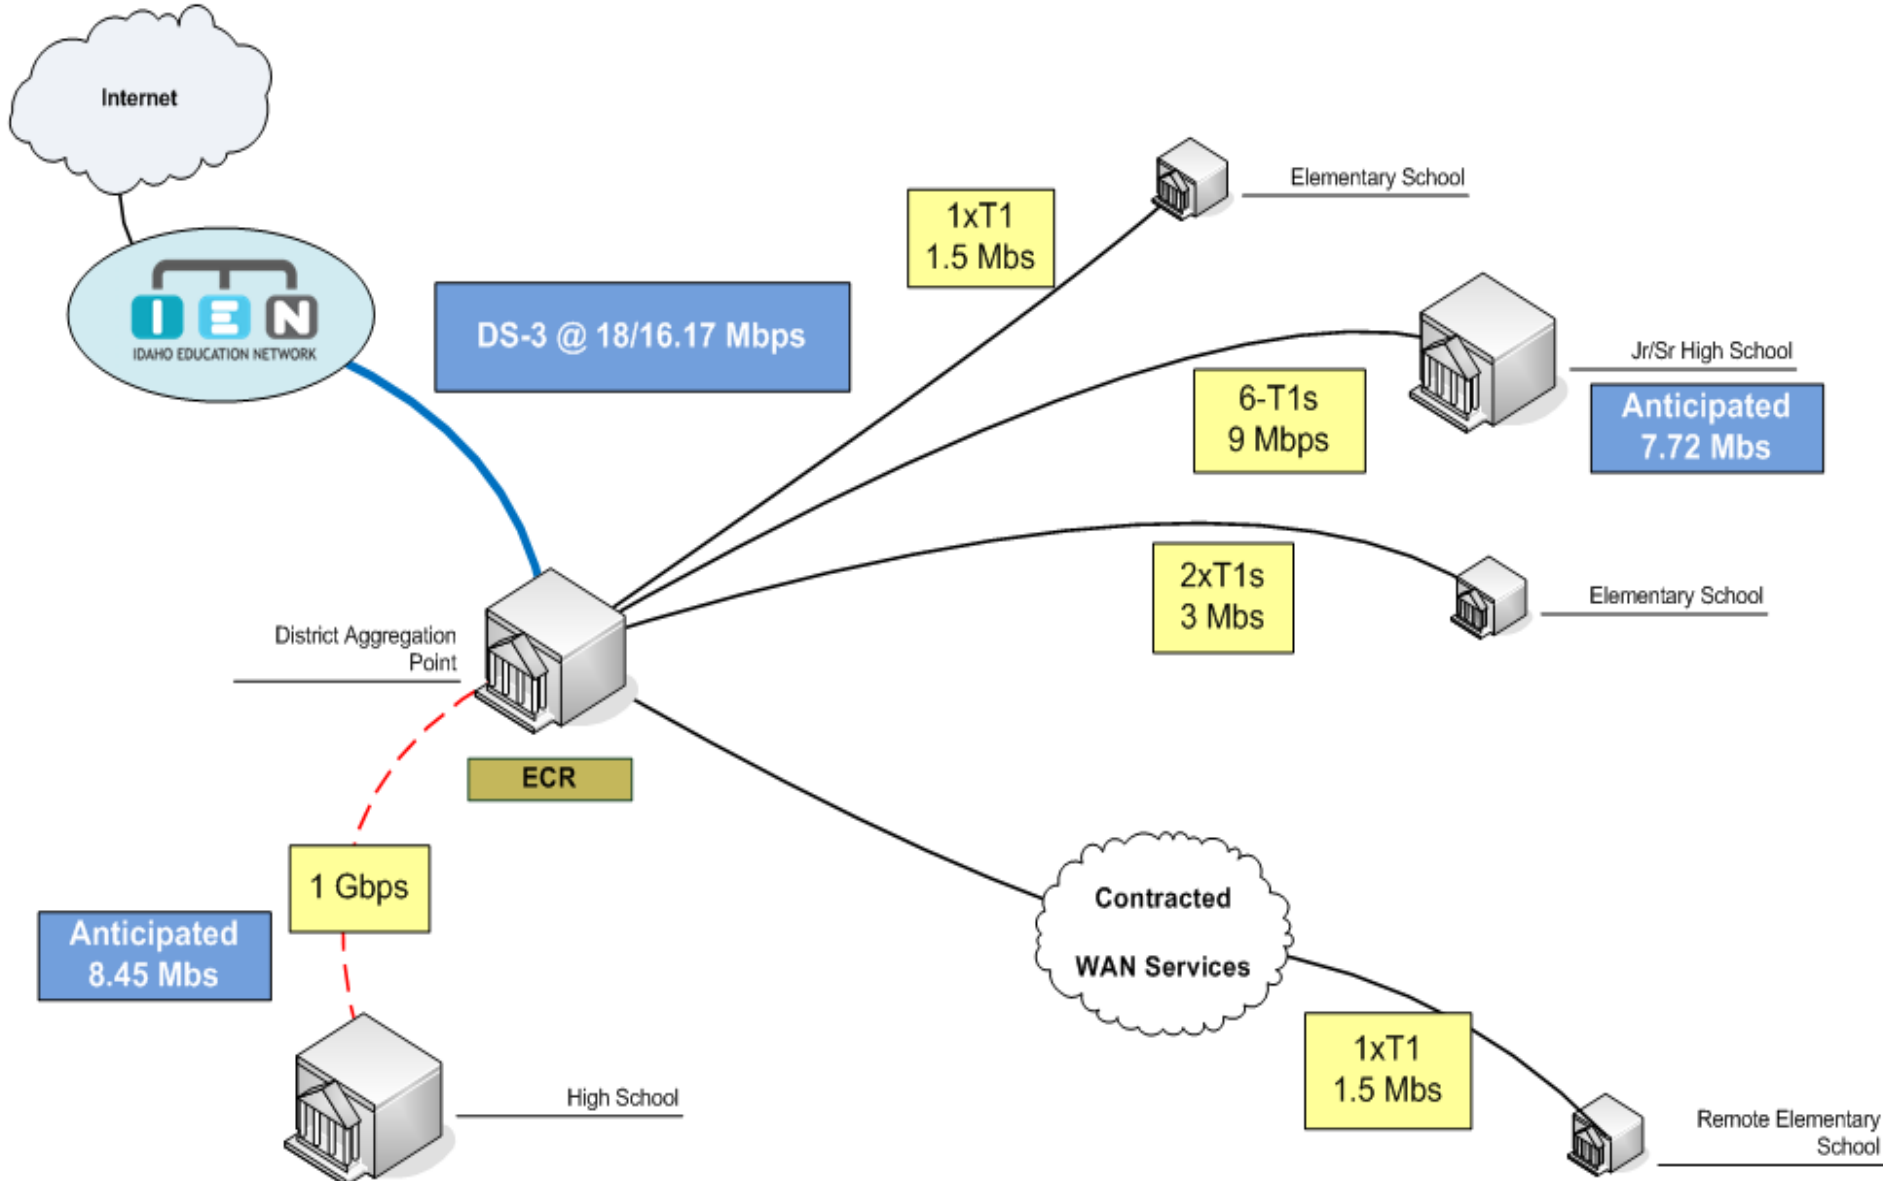 Internet
I E N
IDAHO EDUCATION NETWORK
DS-3 @ 18/16.17 Mbps
1xT1
1.5 Mbs
Elementary School
6-T1s
9 Mbps
Jr/Sr High School
Anticipated
7.72 Mbs
2xT1s
3 Mbs
Elementary School
District Aggregation
Point
ECR
1 Gbps
Anticipated
8.45 Mbs
High School
Contracted
WAN Services
1xT1
1.5 Mbs
Remote Elementary
School